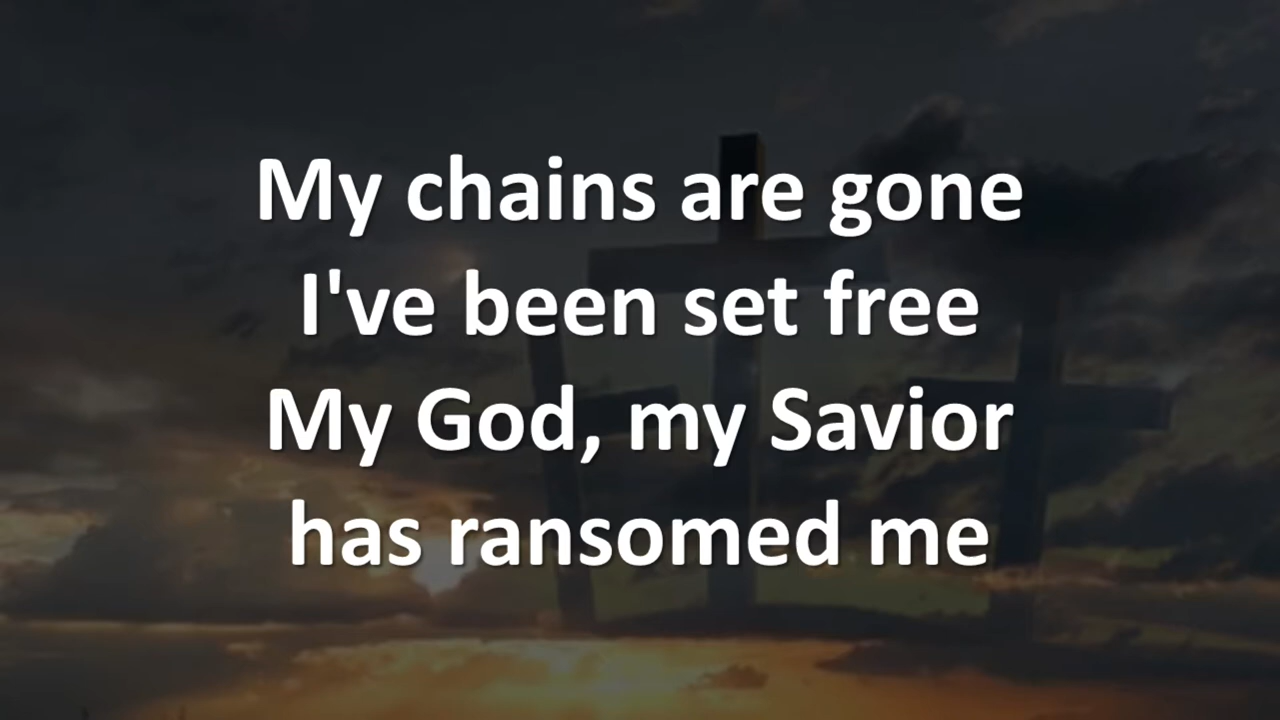 My chains are gone
I've been set free
My God, my Savior
has ransomed me